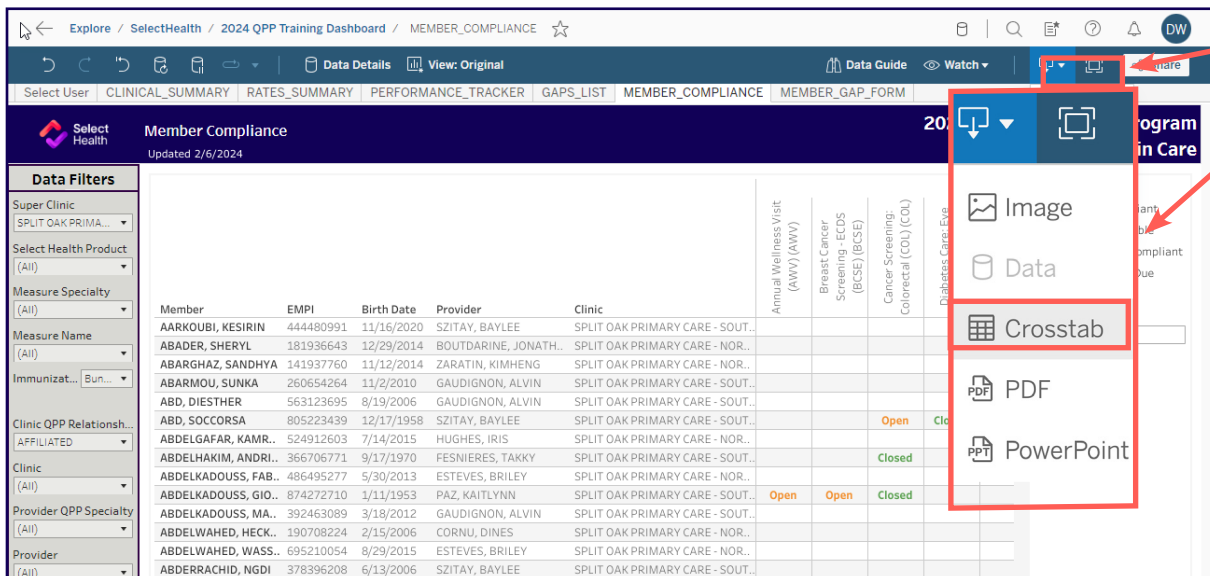 Explore / SelectHealth / 2024 QPP Training Dashboard / MEMBER_COMPLIANCE DW
Data Details View: Original Data Guide Watch
Select User CLINICAL_SUMMARY RATES_SUMMARY PERFORMANCE_TRACKER GAPS_LIST MEMBER_COMPLIANCE MEMBER_GAP_FORM
Select
Health
Member Compliance
Updated 2/6/2024
202
rogram
in Care
Image
Data
Crosstab
PDF PDF
PPT PowerPoint
iant
ble
ompliant
Due
Data Filters
Super Clinic
SPLIT OAK PRIMA...
Select Health Product
(All)
Measure Specialty
(All)
Measure Name
(All)
Immunizat... Bun...
Clinic QPP Relationsh...
AFFILIATED
Clinic
(All)
Provider QPP Specialty
(All)
Provider
(All)
Annual Wellness Visit
(AWV) (AWV)
Breast Cancer
Screening - ECDS
(BCSE) (BCSE)
Cancer Screening:
Colorectal (COL) (COL)
Diabetes Care: Eye
Member EMPI Birth Date Provider Clinic
AARKOUBI, KESIRIN 444480991 11/16/2020 SZITAY, BAYLEE SPLIT OAK PRIMARY CARE - SOUT..
ABADER, SHERYL 181936643 12/29/2014 BOUTDARINE, JONATH.. SPLIT OAK PRIMARY CARE - NOR..
ABARGHAZ, SANDHYA 141937760 11/12/2014 ZARATIN, KIMHENG SPLIT OAK PRIMARY CARE - NOR..
ABARMOU, SUNKA 260654264 11/2/2010 GAUDIGNON, ALVIN SPLIT OAK PRIMARY CARE - SOUT..
ABD, DIESTHER 563123695 8/19/2006 GAUDIGNON, ALVIN SPLIT OAK PRIMARY CARE - SOUT..
ABD, SOCCORSA 805223439 12/17/1958 SZITAY, BAYLEE SPLIT OAK PRIMARY CARE - SOUT.. Open Clo
ABDELGAFAR, KAMR.. 524912603 7/14/2015 HUGHES, IRIS SPLIT OAK PRIMARY CARE - NOR..
ABDELHAKIM, ANDRI.. 366706771 9/17/1970 FESNIERES, TAKKY SPLIT OAK PRIMARY CARE - NOR.. Closed
ABDELKADOUSS, FAB.. 486495277 5/30/2013 ESTEVES, BRILEY SPLIT OAK PRIMARY CARE - NOR..
ABDELKADOUSS, GIO.. 874272710 1/11/1953 PAZ, KAITLYNN SPLIT OAK PRIMARY CARE - SOUT.. Open Open Closed
ABDELKADOUSS, MA.. 392463089 3/18/2012 GAUDIGNON, ALVIN SPLIT OAK PRIMARY CARE - SOUT..
ABDELWAHED, HECK.. 190708224 2/15/2006 CORNU, DINES SPLIT OAK PRIMARY CARE - NOR..
ABDELWAHED, WASS.. 695210054 8/29/2015 ESTEVES, BRILEY SPLIT OAK PRIMARY CARE - NOR..
ABDERRACHID, NGDI 378396208 6/13/2006 SZITAY, BAYLEE SPLIT OAK PRIMARY CARE - SOUT..